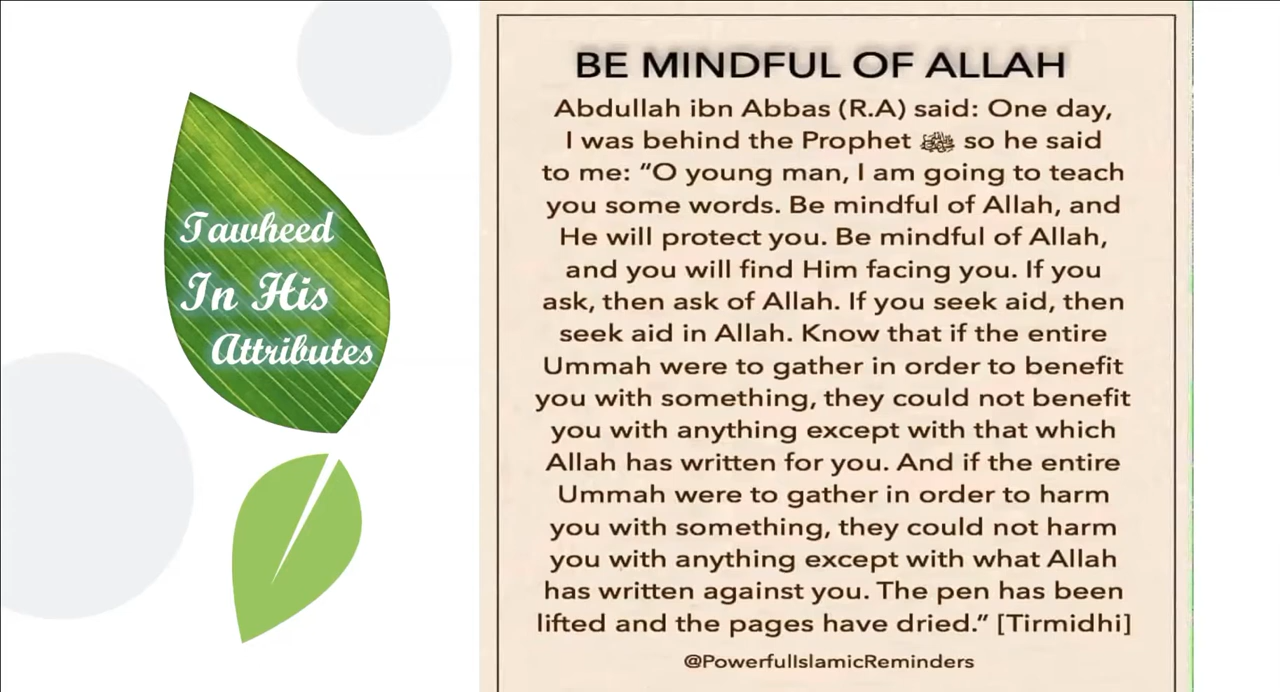 Tawheed
In His
Attributes
BE MINDFUL OF ALLAH
Abdullah ibn Abbas (R.A) said: One day,
I was behind the Prophet ﷺ so he said
to me: “O young man, I am going to teach
you some words. Be mindful of Allah, and
He will protect you. Be mindful of Allah,
and you will find Him facing you. If you
ask, then ask of Allah. If you seek aid, then
seek aid in Allah. Know that if the entire
Ummah were to gather in order to benefit
you with something, they could not benefit
you with anything except with that which
Allah has written for you. And if the entire
Ummah were to gather in order to harm
you with something, they could not harm
you with anything except with what Allah
has written against you. The pen has been
lifted and the pages have dried.” [Tirmidhi]
@PowerfulIslamicReminders